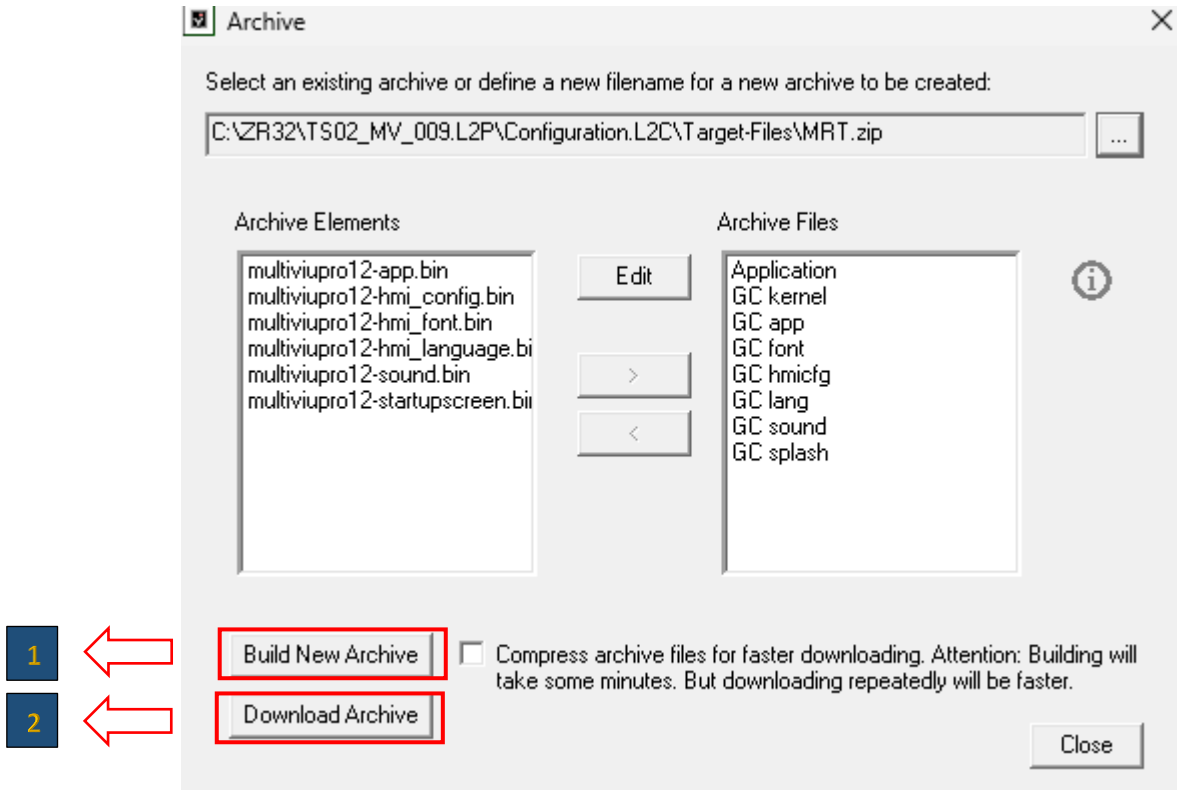 Archive
Select an existing archive or define a new filename for a new archive to be created:
C:\ZR32\TS02_MV_009.L2P\Configuration.L2C\Target-Files\MRT.zip
...
Archive Elements
multiviupro12-app.bin
multiviupro12-hmi_config.bin
multiviupro12-hmi_font.bin
multiviupro12-hmi_language.bi
multiviupro12-sound.bin
multiviupro12-startupscreen.bin
Edit
>
<
Archive Files
Application
GC kernel
GC app
GC font
GC hmicfg
GC lang
GC sound
GC splash
1
Build New Archive
Compress archive files for faster downloading. Attention: Building will
take some minutes. But downloading repeatedly will be faster.
2
Download Archive
Close